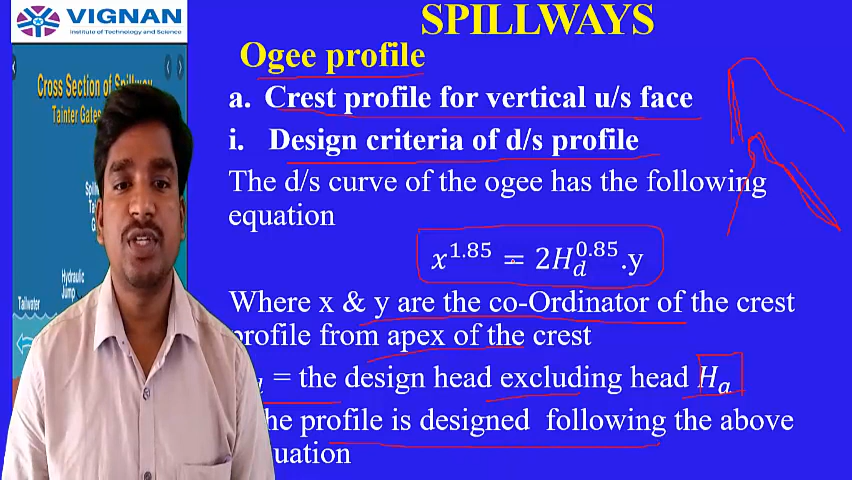 VIGNAN
Institute of Technology and Science
SPILLWAYS
Cross Section of Spillway
Tainter Gates
Hydraulic
Jump
Tailwater
Ogee profile
a. Crest profile for vertical u/s face
i. Design criteria of d/s profile
The d/s curve of the ogee has the following
equation
x^1.85 = 2H_d^0.85.y
Where x & y are the co-Ordinator of the crest
profile from apex of the crest
= the design head excluding head H_a
he profile is designed following the above
uation